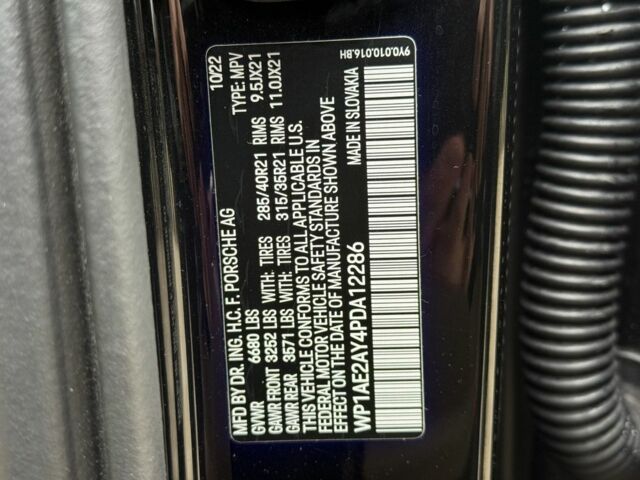 MFD BY DR. ING. H.C. F. PORSCHE AG 10/22
GVWR 6680 LBS TYPE: MPV
GAWR FRONT 3252 LBS WITH: TIRES 285/40R21 RIMS 9.5JX21
GAWR REAR 3571 LBS WITH: TIRES 315/35R21 RIMS 11.0JX21
THIS VEHICLE CONFORMS TO ALL APPLICABLE U.S.
FEDERAL MOTOR VEHICLE SAFETY STANDARDS IN
EFFECT ON THE DATE OF MANUFACTURE SHOWN ABOVE
WP1AE2AY4PDA12286 MADE IN SLOVAKIA
9Y0.010.016.BH